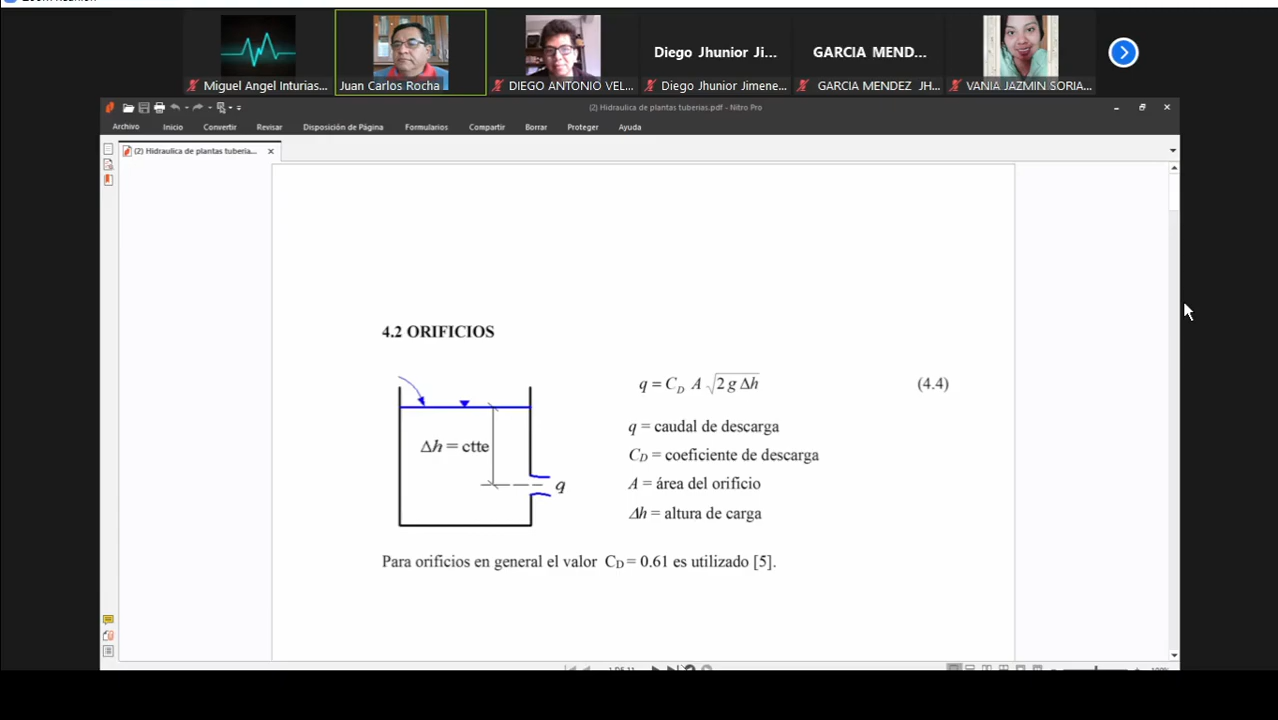 Miguel Angel Inturias...
Juan Carlos Rocha
DIEGO ANTONIO VEL...
Diego Jhunior Ji...
Diego Jhunior Jimene...
GARCIA MEND...
GARCIA MENDEZ JH...
VANIA JAZMIN SORIA...
(2) Hidraulica de plantas tuberias.pdf - Nitro Pro
Archivo Inicio Convertir Revisar Disposición de Página Formularios Compartir Borrar Proteger Ayuda
(2) Hidraulica de plantas tuberia...
4.2 ORIFICIOS
q = C_D A √2 g Δh (4.4)
Δh = ctte
q
q = caudal de descarga
C_D = coeficiente de descarga
A = área del orificio
Δh = altura de carga
Para orificios en general el valor C_D = 0.61 es utilizado [5].